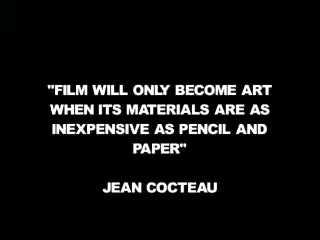 "FILM WILL ONLY BECOME ART
WHEN ITS MATERIALS ARE AS
INEXPENSIVE AS PENCIL AND
PAPER"
JEAN COCTEAU